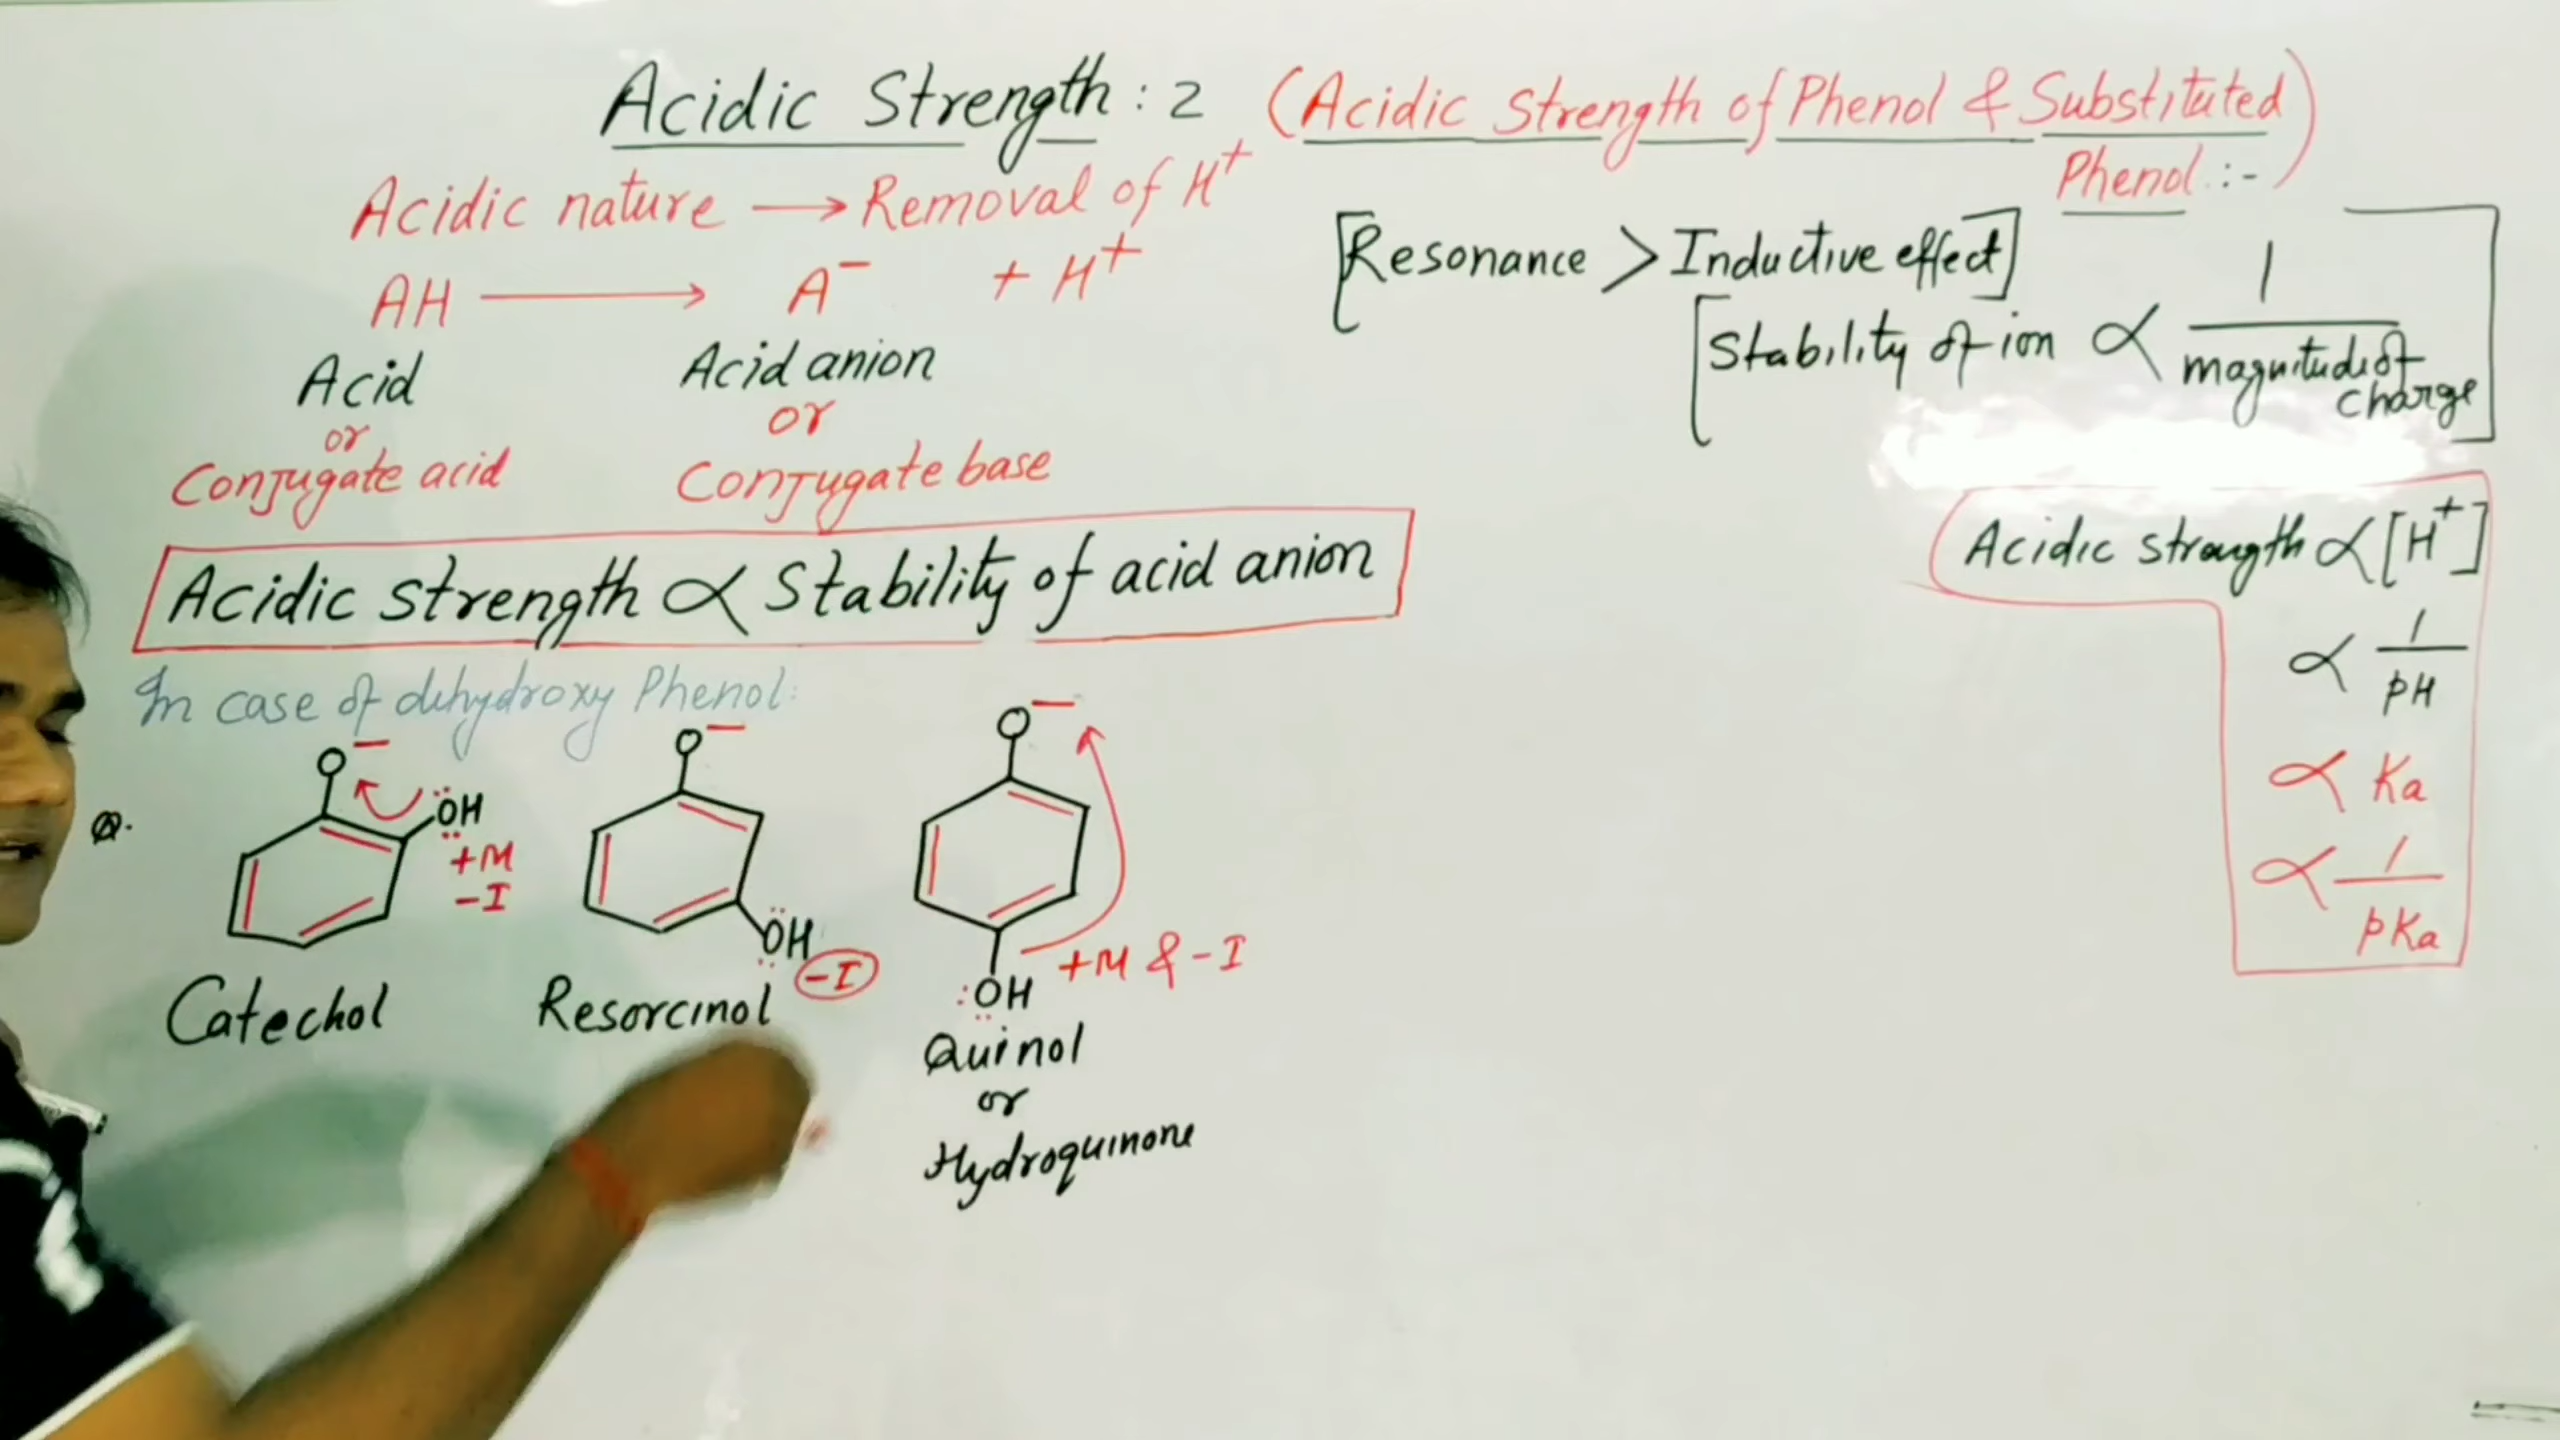 Acidic Strength : 2 (Acidic Strength of Phenol & Substituted
Phenol :-)
Acidic nature → Removal of H⁺
AH → A⁻ + H⁺
Acid
or
Conjugate acid
Acid anion
or
Conjugate base
[Resonance > Inductive effect]
[Stability of ion ∝ 1
magnitude of
charge]
Acidic strength ∝ Stability of acid anion
Acidic strength ∝ [H⁺]
∝ 1
pH
∝ Ka
∝ 1
pKa
In case of dihydroxy Phenol:
Q.
O⁻
OH
+M
-I
Catechol
O⁻
OH
-I
Resorcinol
O⁻
+M & -I
:OH
Quinol
or
Hydroquinone